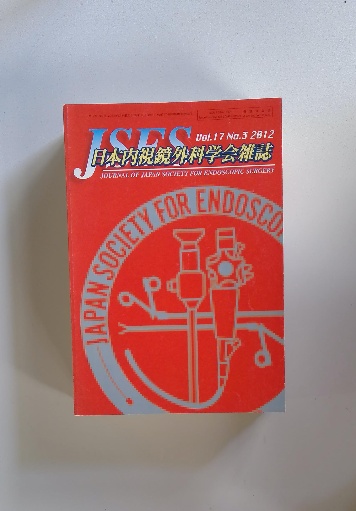 JSES Vol.17 No.5 2012
日本内視鏡外科学会雑誌
JOURNAL OF JAPAN SOCIETY FOR ENDOSCOPIC SURGERY
JAPAN SOCIETY FOR ENDOSCO